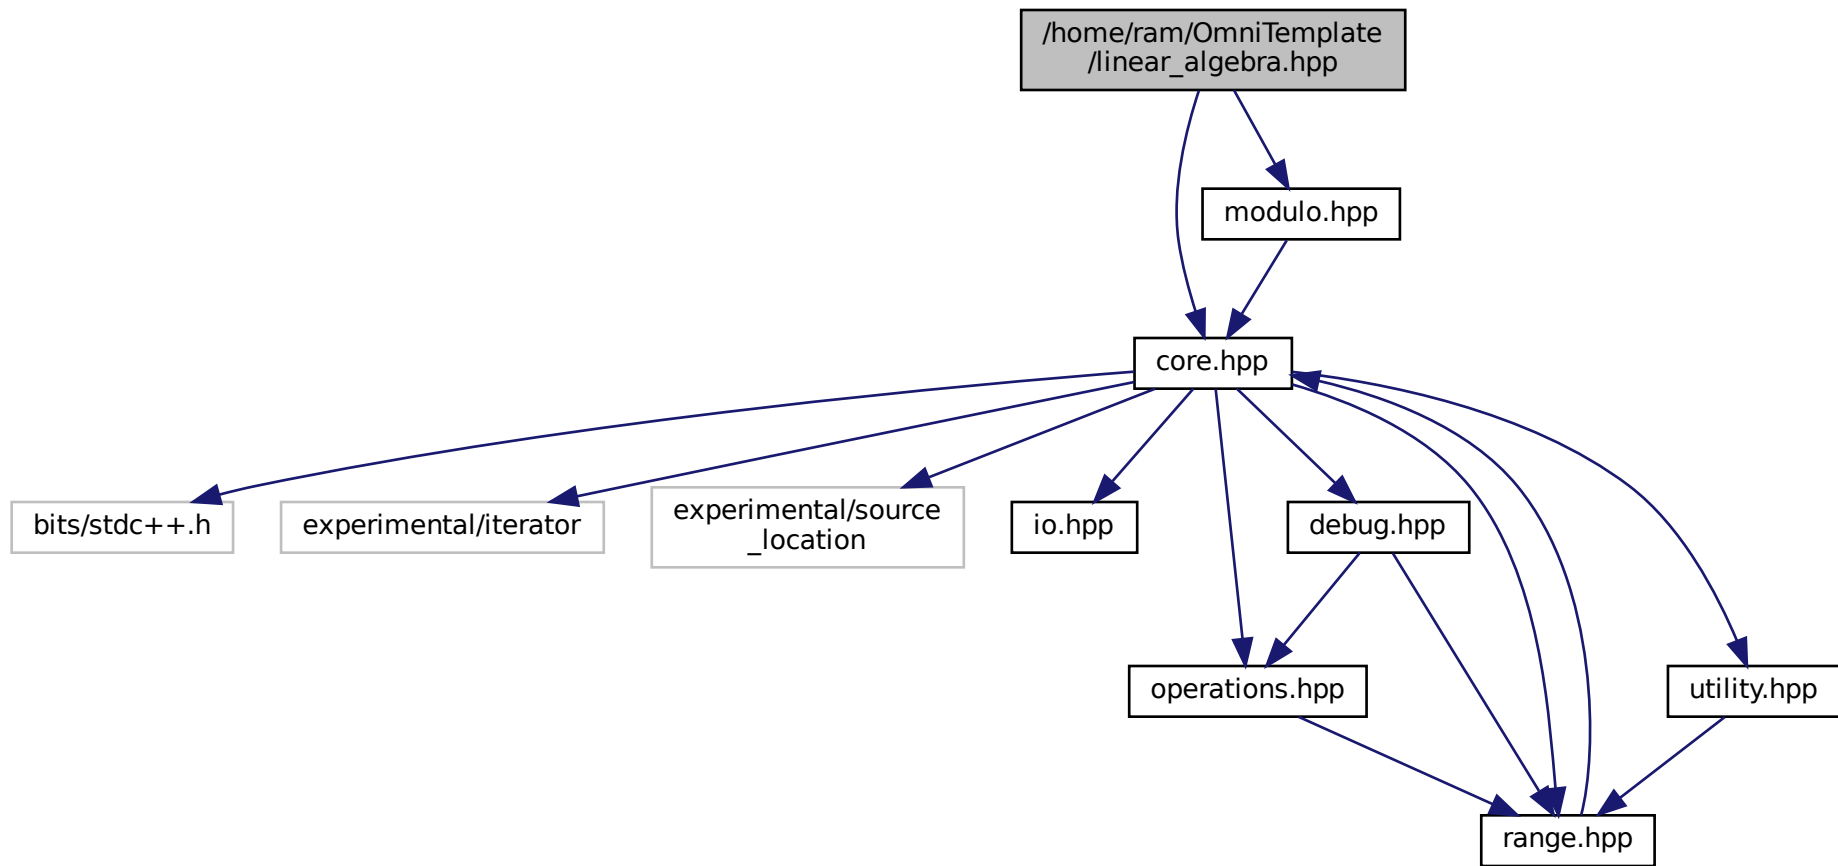 /home/ram/OmniTemplate
/linear_algebra.hpp
modulo.hpp
core.hpp
bits/stdc++.h
experimental/iterator
experimental/source
_location
io.hpp
debug.hpp
operations.hpp
utility.hpp
range.hpp